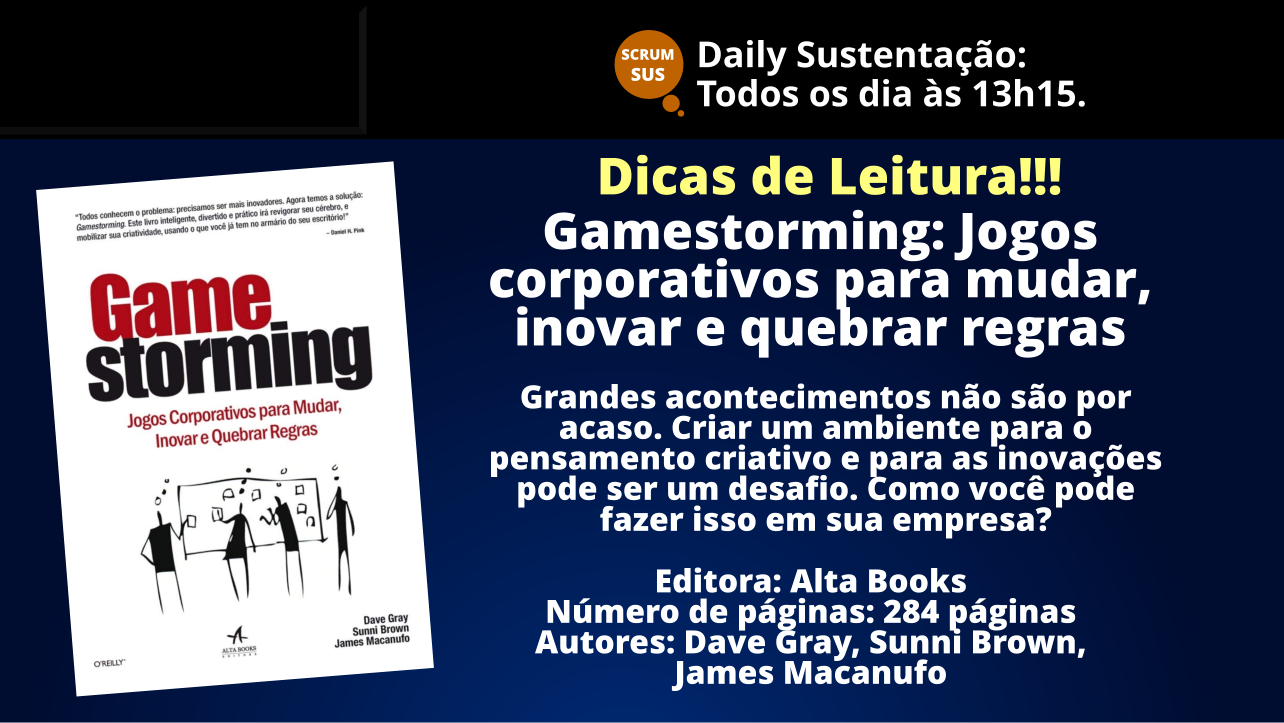 SCRUM
SUS
Daily Sustentação:
Todos os dia às 13h15.
Dicas de Leitura!!!
Gamestorming: Jogos
corporativos para mudar,
inovar e quebrar regras
Grandes acontecimentos não são por
acaso. Criar um ambiente para o
pensamento criativo e para as inovações
pode ser um desafio. Como você pode
fazer isso em sua empresa?
Editora: Alta Books
Número de páginas: 284 páginas
Autores: Dave Gray, Sunni Brown,
James Macanufo
"Todos conhecem o problema: precisamos ser mais inovadores. Agora temos a solução:
Gamestorming. Este livro inteligente, divertido e prático irá revigorar seu cérebro, e
mobilizar sua criatividade, usando o que você já tem no armário do seu escritório!"
– Daniel H. Pink
Game
storming
Jogos Corporativos para Mudar,
Inovar e Quebrar Regras
Dave Gray
Sunni Brown
James Macanufo
ALTA BOOKS
EDITORA
O'REILLY